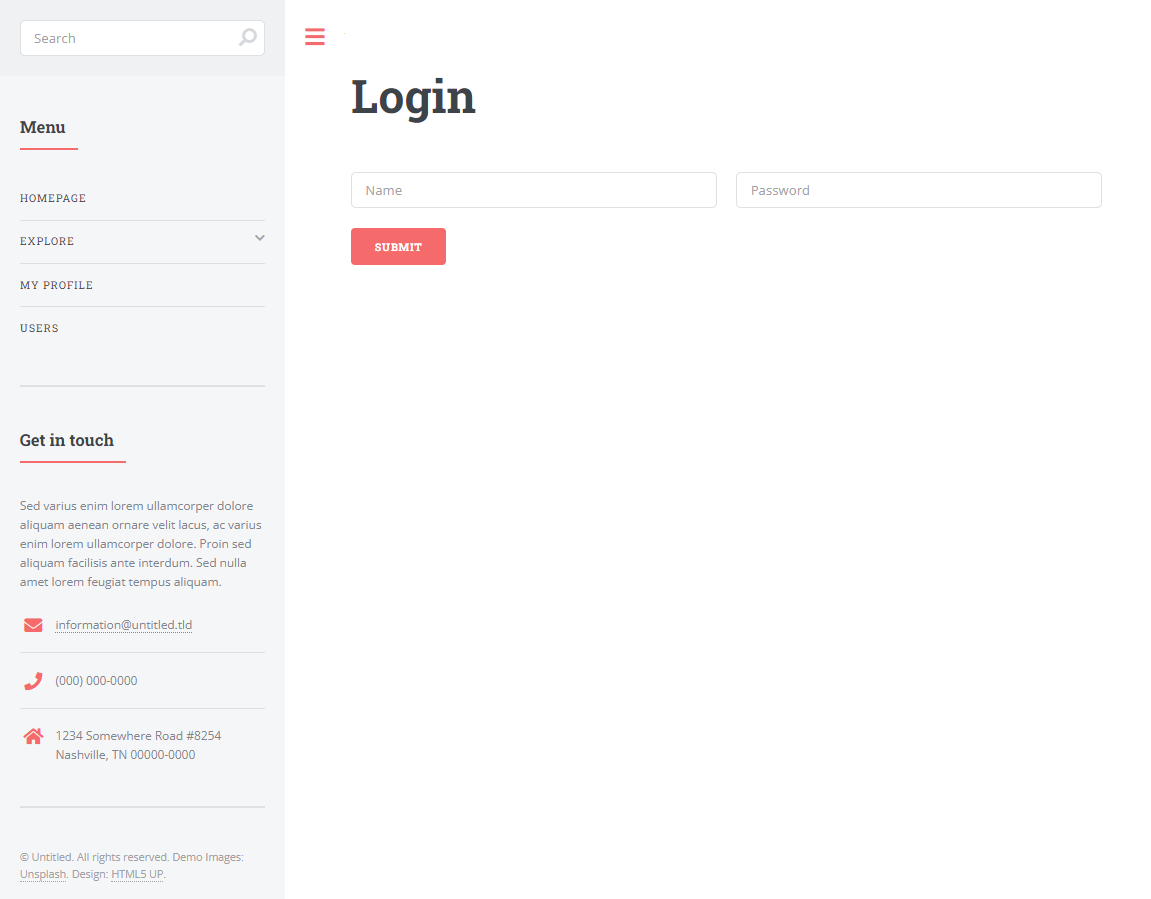 Search
Menu
HOMEPAGE
EXPLORE
MY PROFILE
USERS
Get in touch
Sed varius enim lorem ullamcorper dolore
aliquam aenean ornare velit lacus, ac varius
enim lorem ullamcorper dolore. Proin sed
aliquam facilisis ante interdum. Sed nulla
amet lorem feugiat tempus aliquam.
information@untitled.tld
(000) 000-0000
1234 Somewhere Road #8254
Nashville, TN 00000-0000
© Untitled. All rights reserved. Demo Images:
Unsplash. Design: HTML5 UP.
Login
Name
Password
SUBMIT